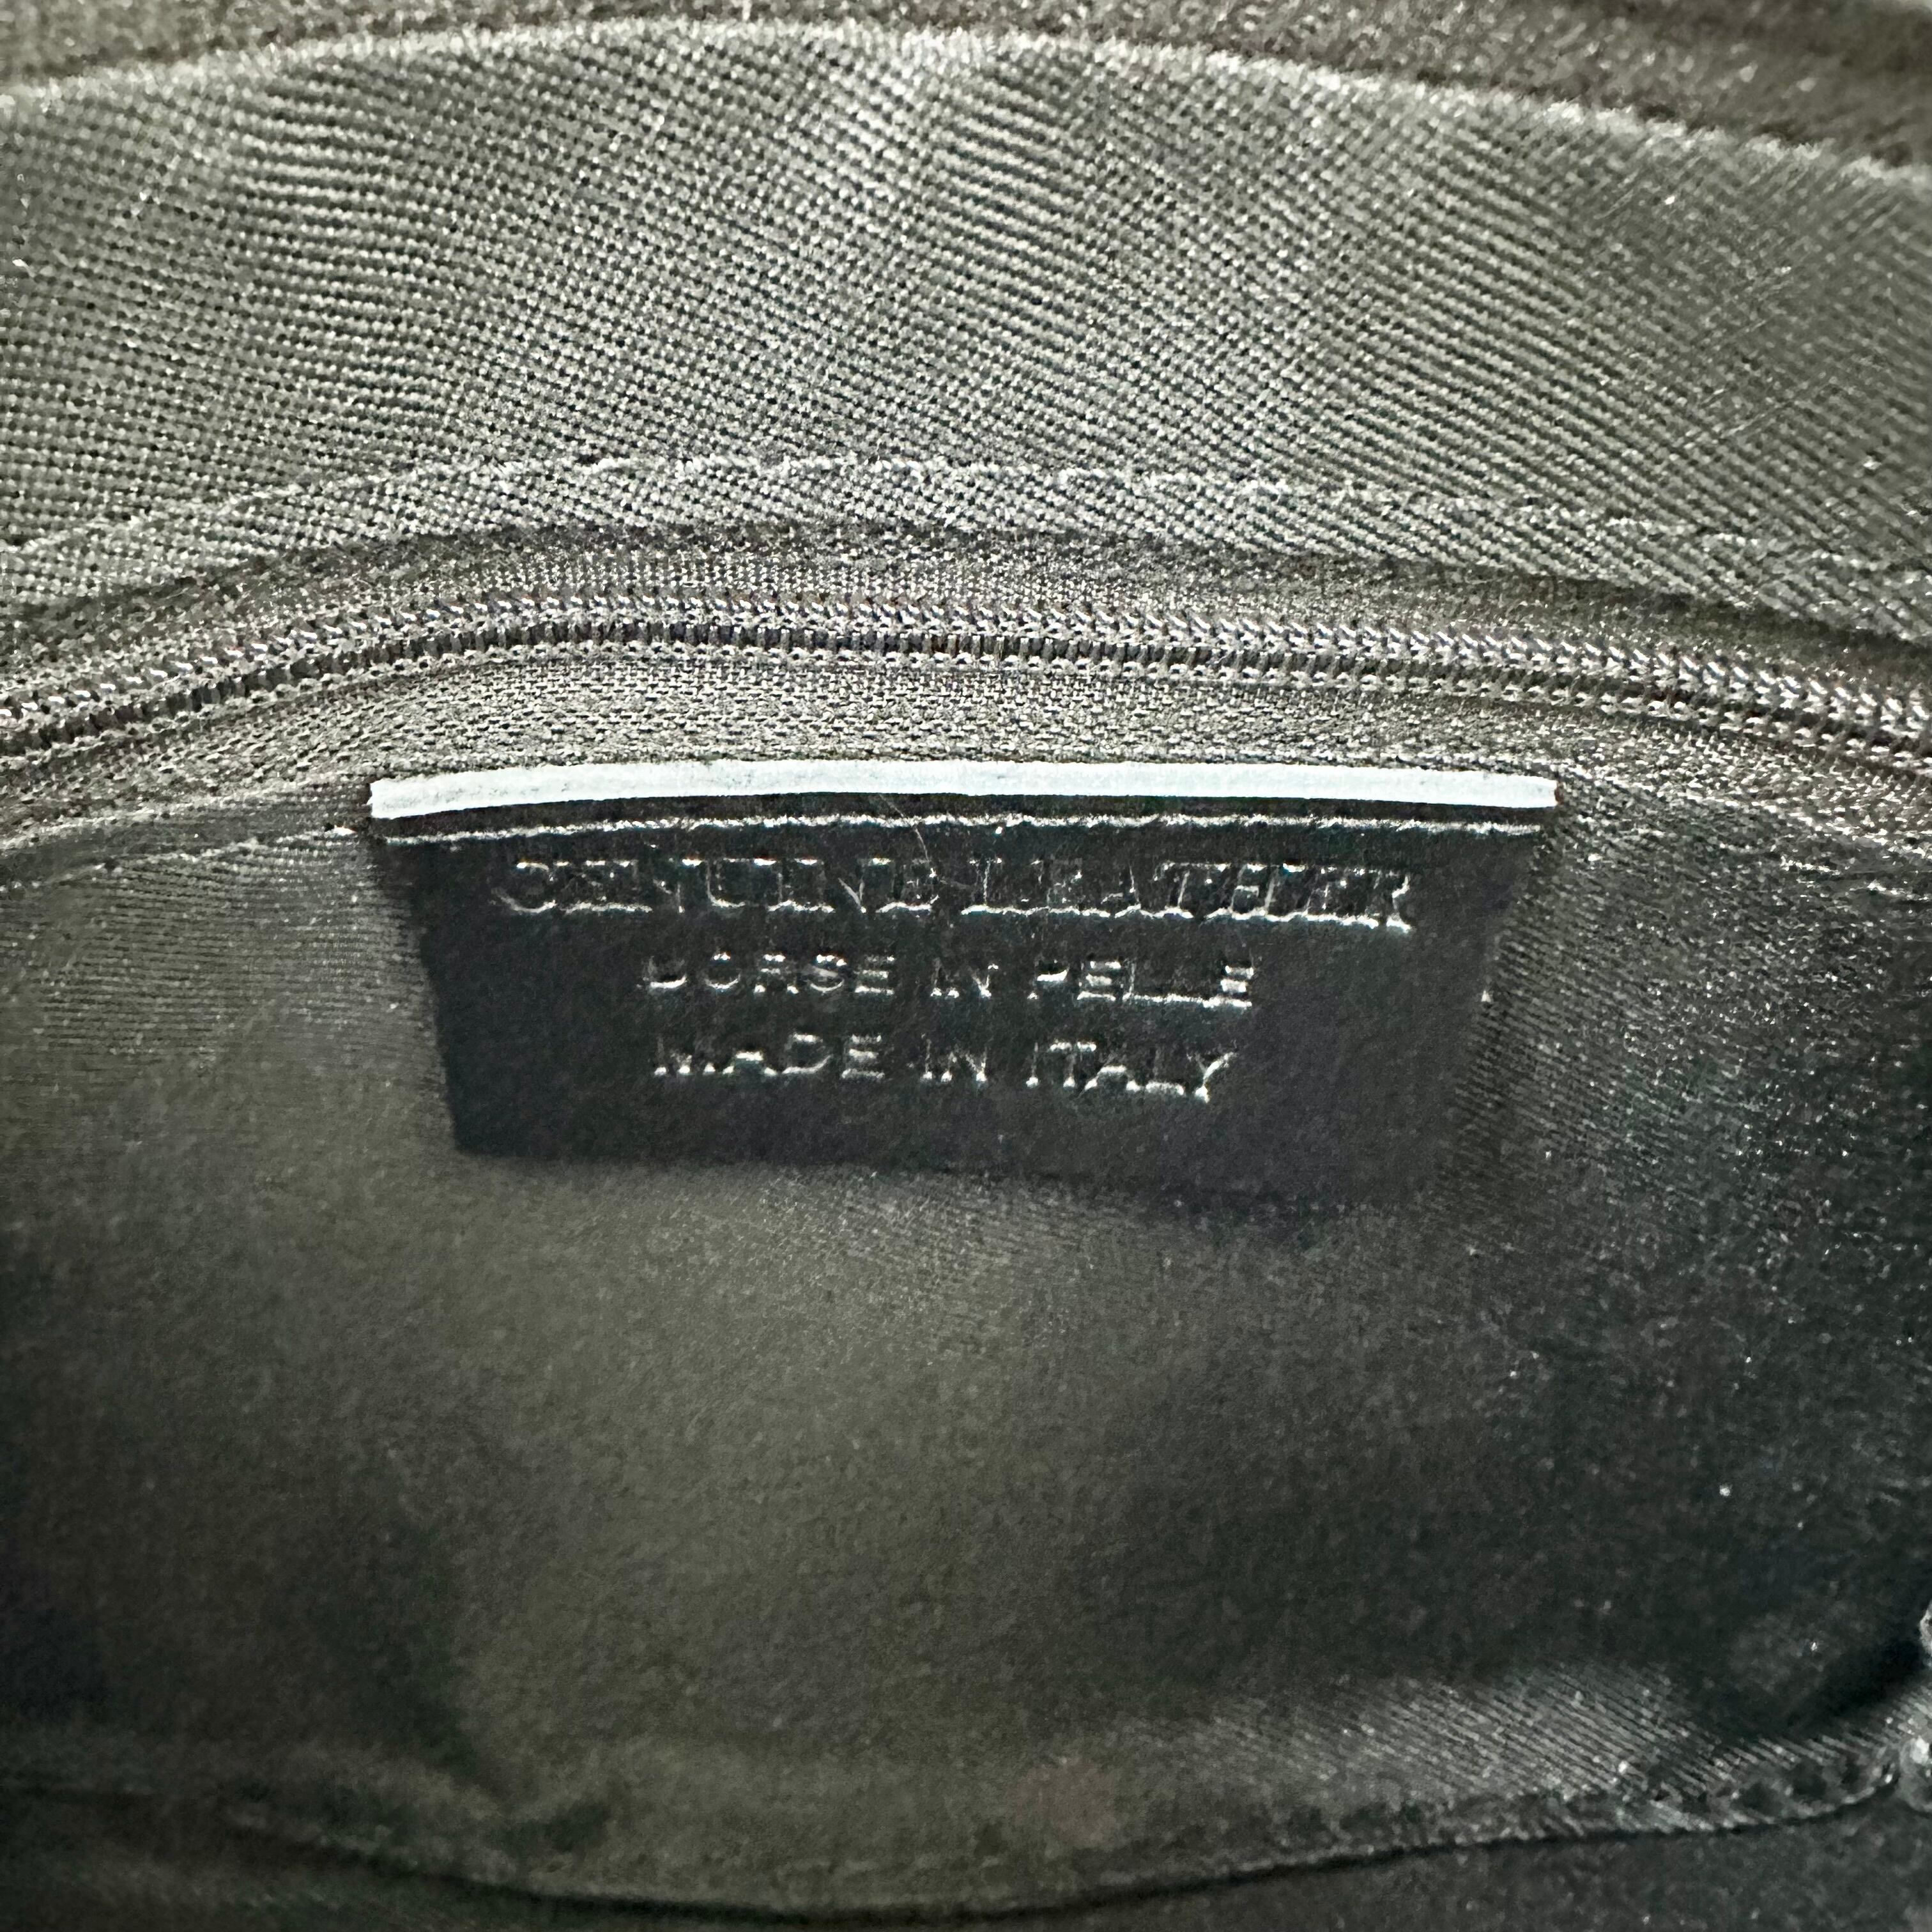 GENUINE LEATHER
BORSE IN PELLE
MADE IN ITALY